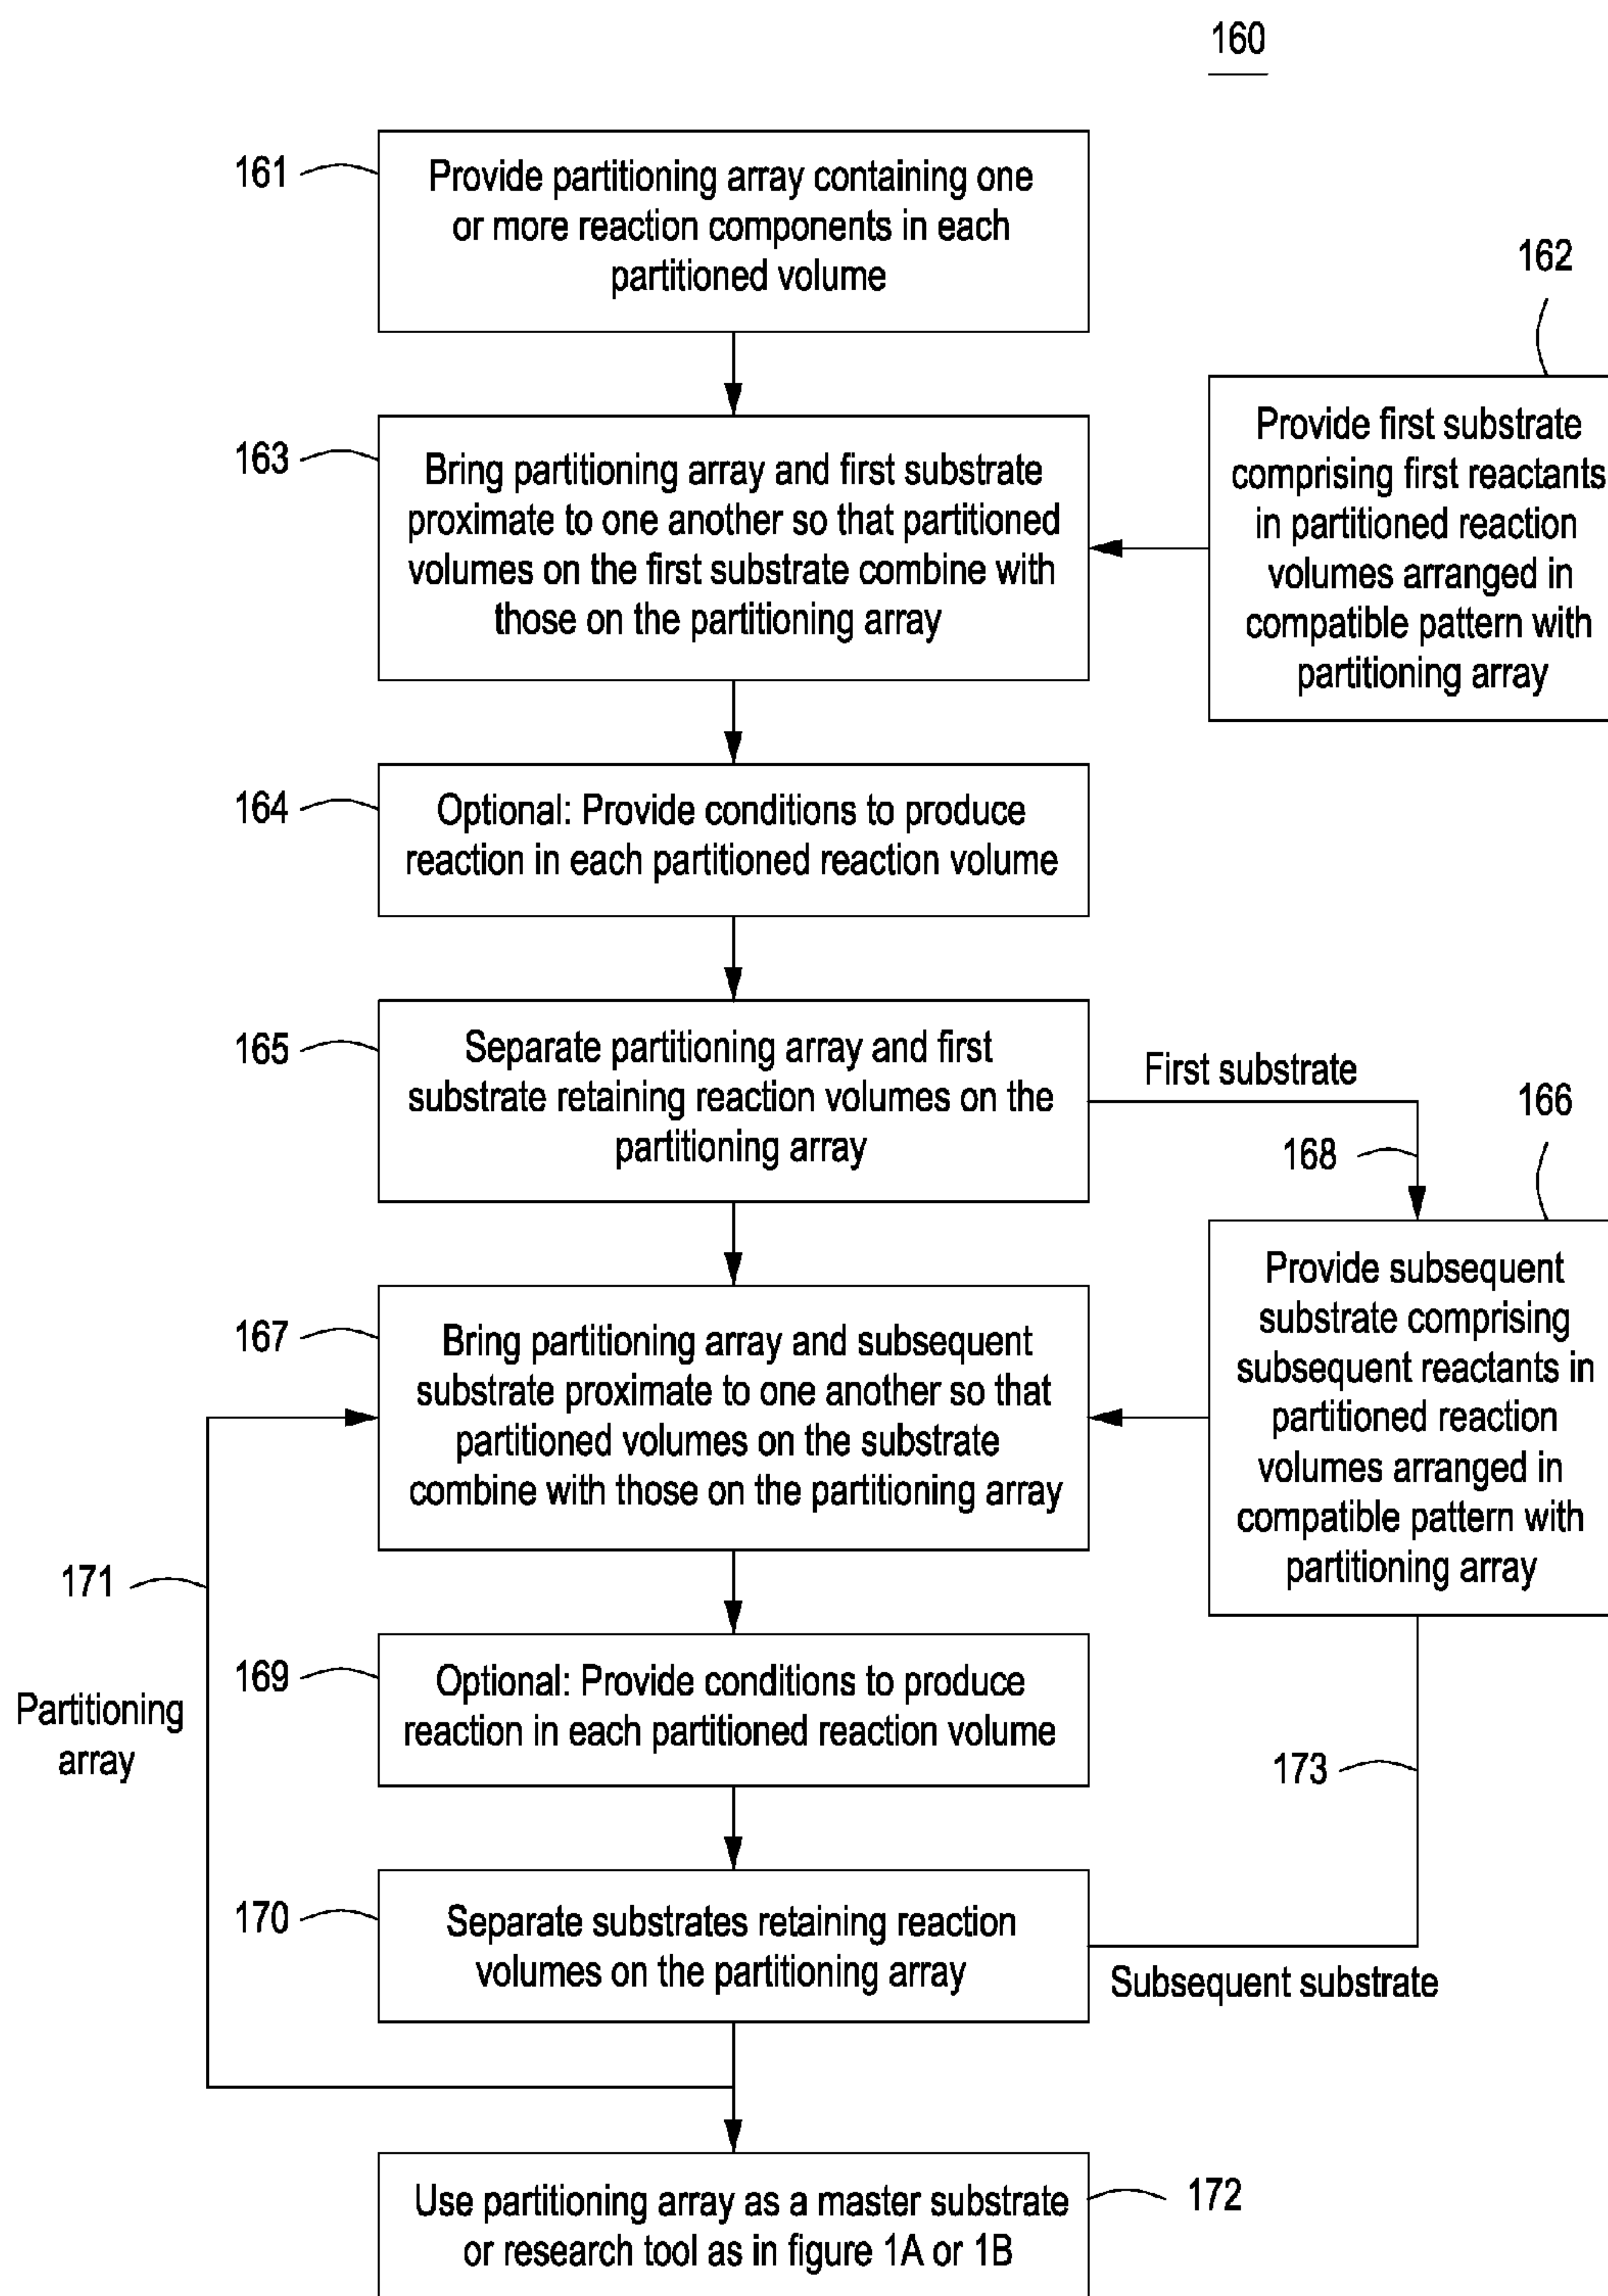 160
161
Provide partitioning array containing one
or more reaction components in each
partitioned volume
162
Provide first substrate
comprising first reactants
in partitioned reaction
volumes arranged in
compatible pattern with
partitioning array
163
Bring partitioning array and first substrate
proximate to one another so that partitioned
volumes on the first substrate combine with
those on the partitioning array
164
Optional: Provide conditions to produce
reaction in each partitioned reaction volume
165
Separate partitioning array and first
substrate retaining reaction volumes on the
partitioning array
First substrate
168
166
Provide subsequent
substrate comprising
subsequent reactants in
partitioned reaction
volumes arranged in
compatible pattern with
partitioning array
167
Bring partitioning array and subsequent
substrate proximate to one another so that
partitioned volumes on the substrate
combine with those on the partitioning array
171
Partitioning
array
169
Optional: Provide conditions to produce
reaction in each partitioned reaction volume
173
170
Separate substrates retaining reaction
volumes on the partitioning array
Subsequent substrate
Use partitioning array as a master substrate
or research tool as in figure 1A or 1B
172